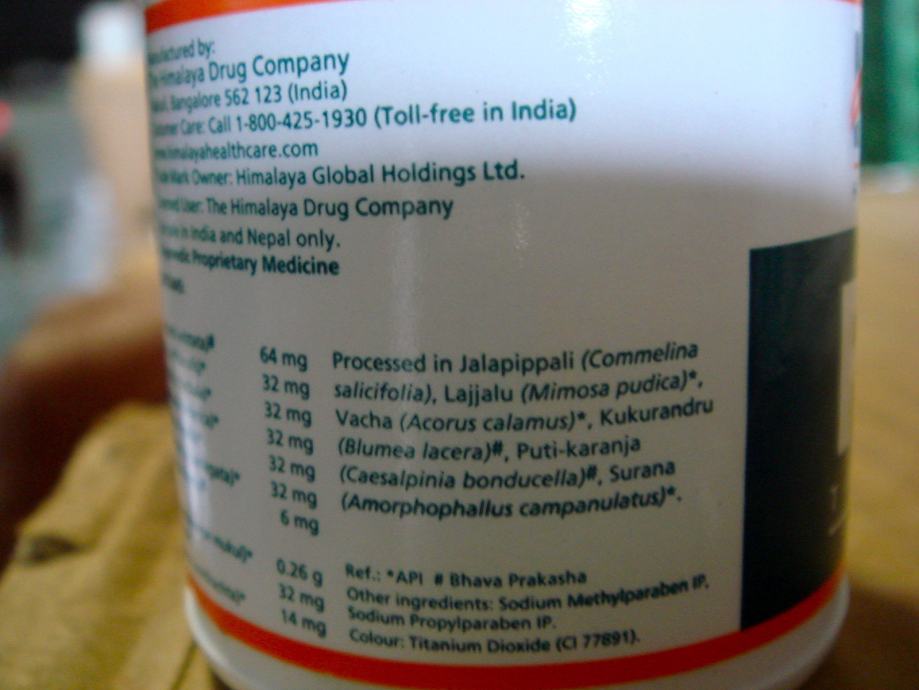 by:
Himalaya Drug Company
Bangalore 562 123 (India)
Care: Call 1-800-425-1930 (Toll-free in India)
Mark Owner: Himalaya Global Holdings Ltd.
User: The Himalaya Drug Company
in India and Nepal only.
Proprietary Medicine
64 mg
32 mg
32 mg
32 mg
32 mg
32 mg
6 mg
0.26 g
32 mg
14 mg
Processed in Jalapippali (Commelina
salicifolia), Lajjalu (Mimosa pudica)*,
Vacha (Acorus calamus)*, Kukurandru
(Blumea lacera)#, Puti-karanja
(Caesalpinia bonducella)#, Surana
(Amorphophallus campanulatus)*.
Ref.: *API # Bhava Prakasha
Other ingredients: Sodium Methylparaben IP,
Sodium Propylparaben IP.
Colour: Titanium Dioxide (CI 77891).